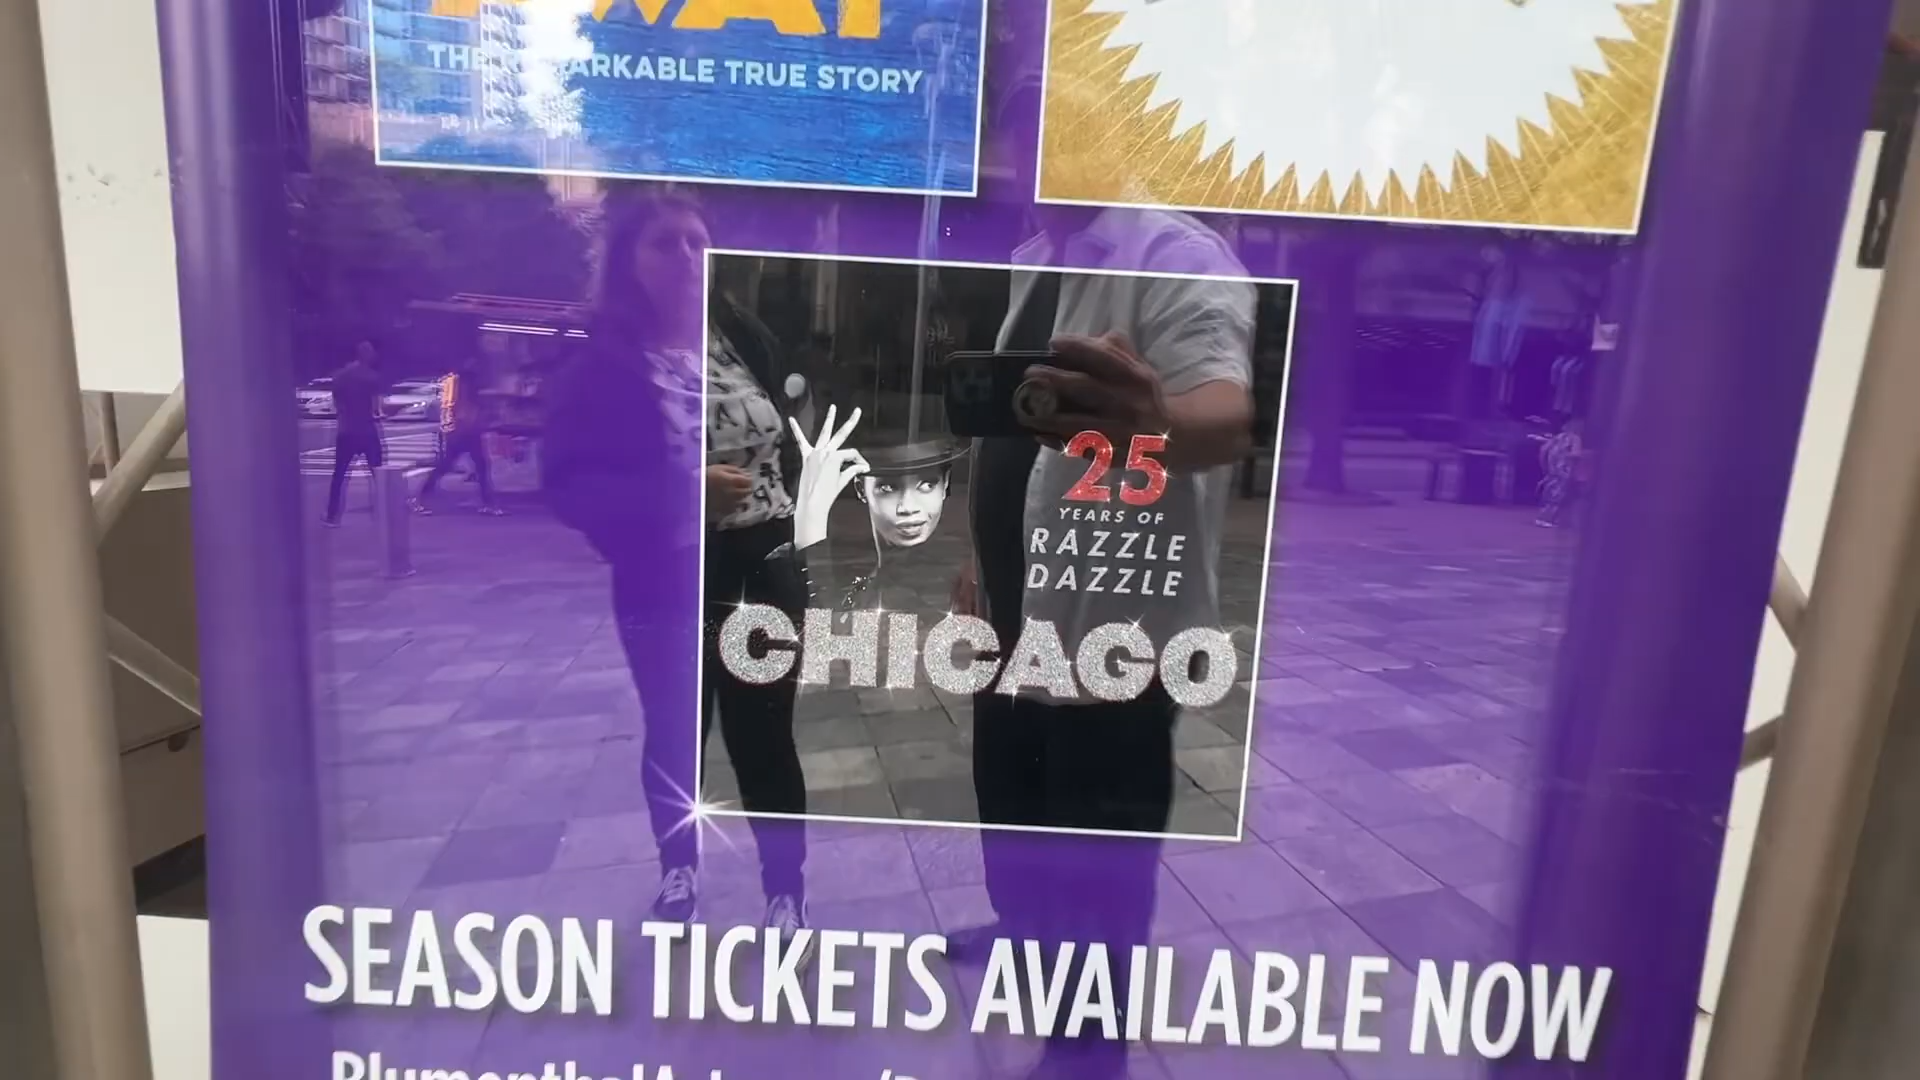 THE REMARKABLE TRUE STORY
25
YEARS OF
RAZZLE
DAZZLE
CHICAGO
SEASON TICKETS AVAILABLE NOW